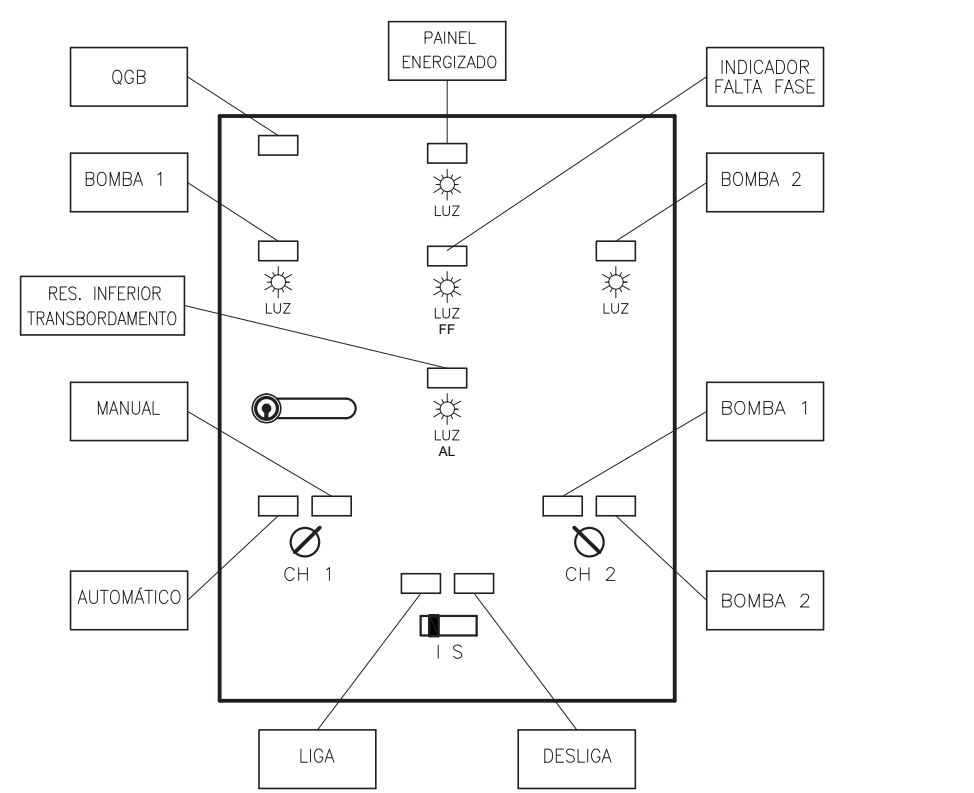 PAINEL
ENERGIZADO
QGB
INDICADOR
FALTA FASE
BOMBA 1
BOMBA 2
LUZ
LUZ
LUZ
FF
LUZ
RES. INFERIOR
TRANSBORDAMENTO
MANUAL
BOMBA 1
LUZ
AL
CH 1
CH 2
AUTOMÁTICO
BOMBA 2
I S
LIGA
DESLIGA